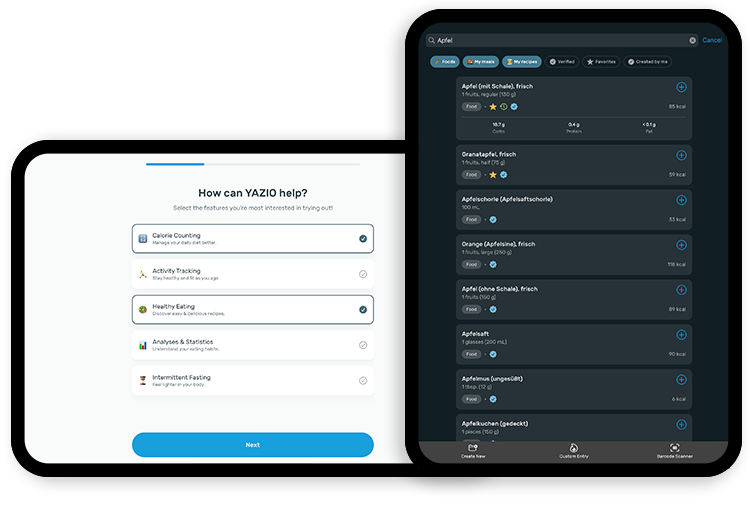 How can YAZIO help?
Select the features you're most interested in trying out!
Calorie Counting
Manage your daily diet better.
Activity Tracking
Stay healthy and fit as you age
Healthy Eating
Discover easy & delicious recipes.
Analyses & Statistics
Understand your eating habits.
Intermittent Fasting
Feel lighter in your body.
Next
Apfel
Cancel
Foods
My meals
My recipes
Verified
Favorites
Created by me
Apfel (mit Schale), frisch
1 fruits, regular (130 g)
Food
85 kcal
18.7 g
0.4 g
< 0.1 g
Carbs
Protein
Fat
Granatapfel, frisch
1 fruits, half (75 g)
Food
59 kcal
Apfelschorle (Apfelsaftschorle)
100 mL
Food
33 kcal
Orange (Apfelsine), frisch
1 fruits, large (250 g)
Food
118 kcal
Apfel (ohne Schale), frisch
1 fruits (150 g)
Food
89 kcal
Apfelsaft
1 glasses (200 mL)
Food
90 kcal
Apfelmus (ungesüßt)
1 tbsp. (12 g)
Food
6 kcal
Apfelkuchen (gedeckt)
1 pieces (150 g)
Food
Create New
Custom Entry
Barcode Scanner